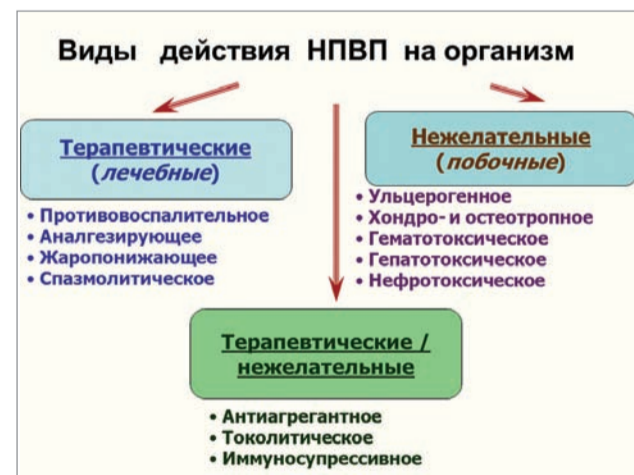 Виды действия НПВП на организм
Терапевтические
(лечебные)
• Противовоспалительное
• Аналгезирующее
• Жаропонижающее
• Спазмолитическое
Нежелательные
(побочные)
• Ульцерогенное
• Хондро- и остеотропное
• Гематотоксическое
• Гепатотоксическое
• Нефротоксическое
Терапевтические /
нежелательные
• Антиагрегантное
• Токолитическое
• Иммуносупрессивное